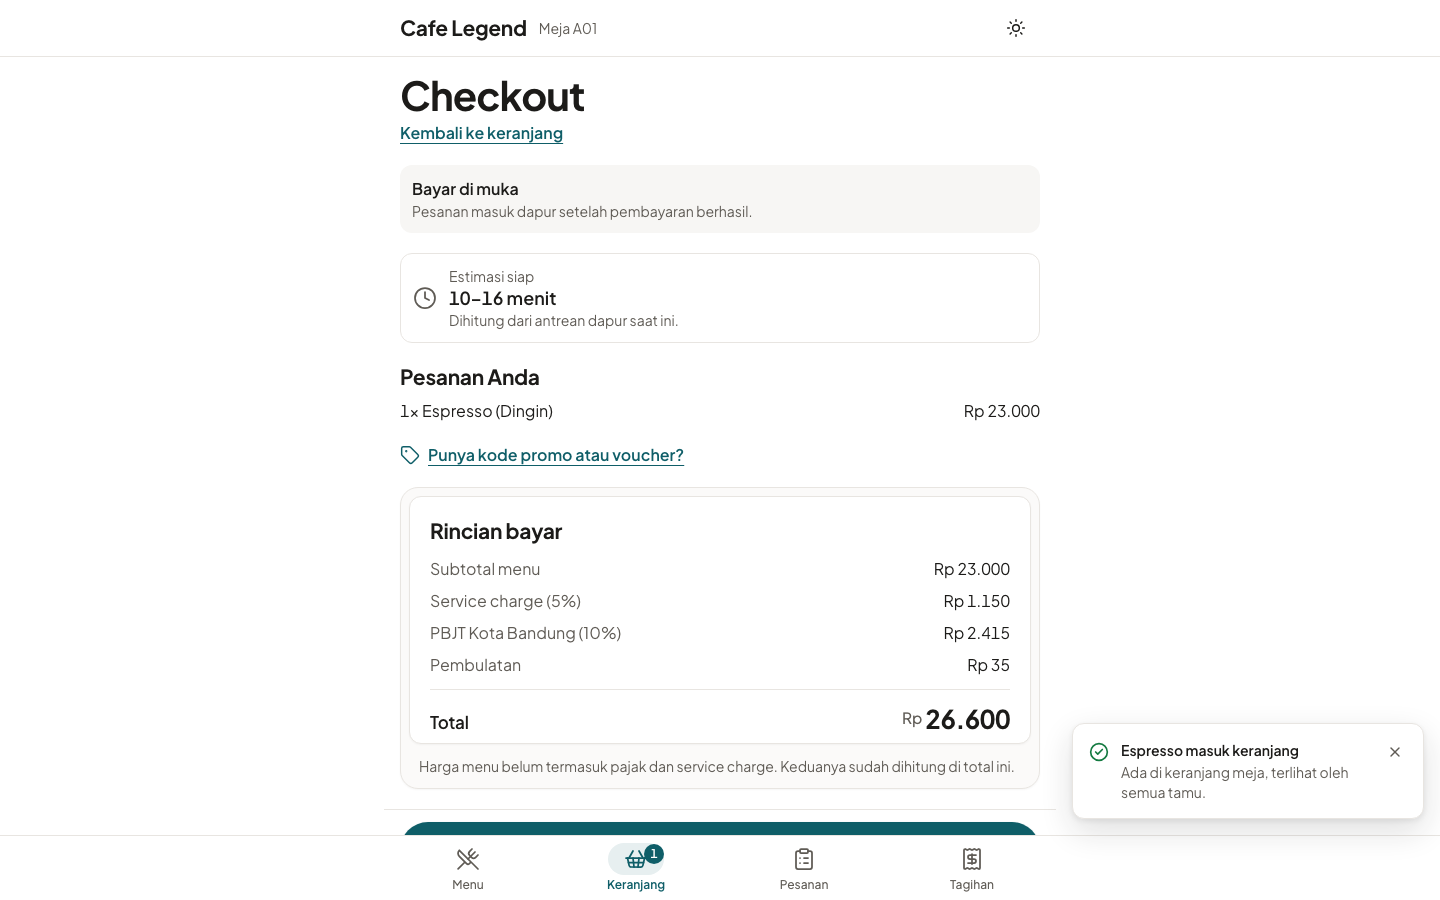 Cafe Legend Meja A01
Checkout
Kembali ke keranjang
Bayar di muka
Pesanan masuk dapur setelah pembayaran berhasil.
Estimasi siap
10–16 menit
Dihitung dari antrean dapur saat ini.
Pesanan Anda
1× Espresso (Dingin) Rp 23.000
Punya kode promo atau voucher?
Rincian bayar
Subtotal menu Rp 23.000
Service charge (5%) Rp 1.150
PBJT Kota Bandung (10%) Rp 2.415
Pembulatan Rp 35
Total Rp 26.600
Harga menu belum termasuk pajak dan service charge. Keduanya sudah dihitung di total ini.
Espresso masuk keranjang
Ada di keranjang meja, terlihat oleh
semua tamu.
1
Menu Keranjang Pesanan Tagihan